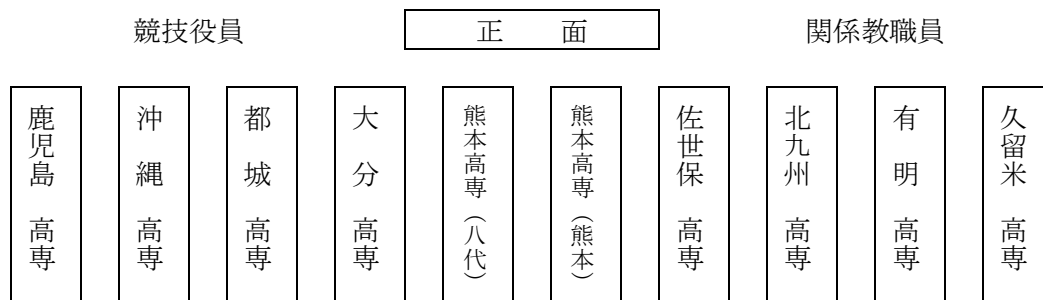 競技役員
正　面
関係教職員
鹿児島　高専
沖　縄　高専
都　城　高専
大　分　高専
熊本高専（八代）
熊本高専（熊本）
佐世保　高専
北九州　高専
有　明　高専
久留米　高専